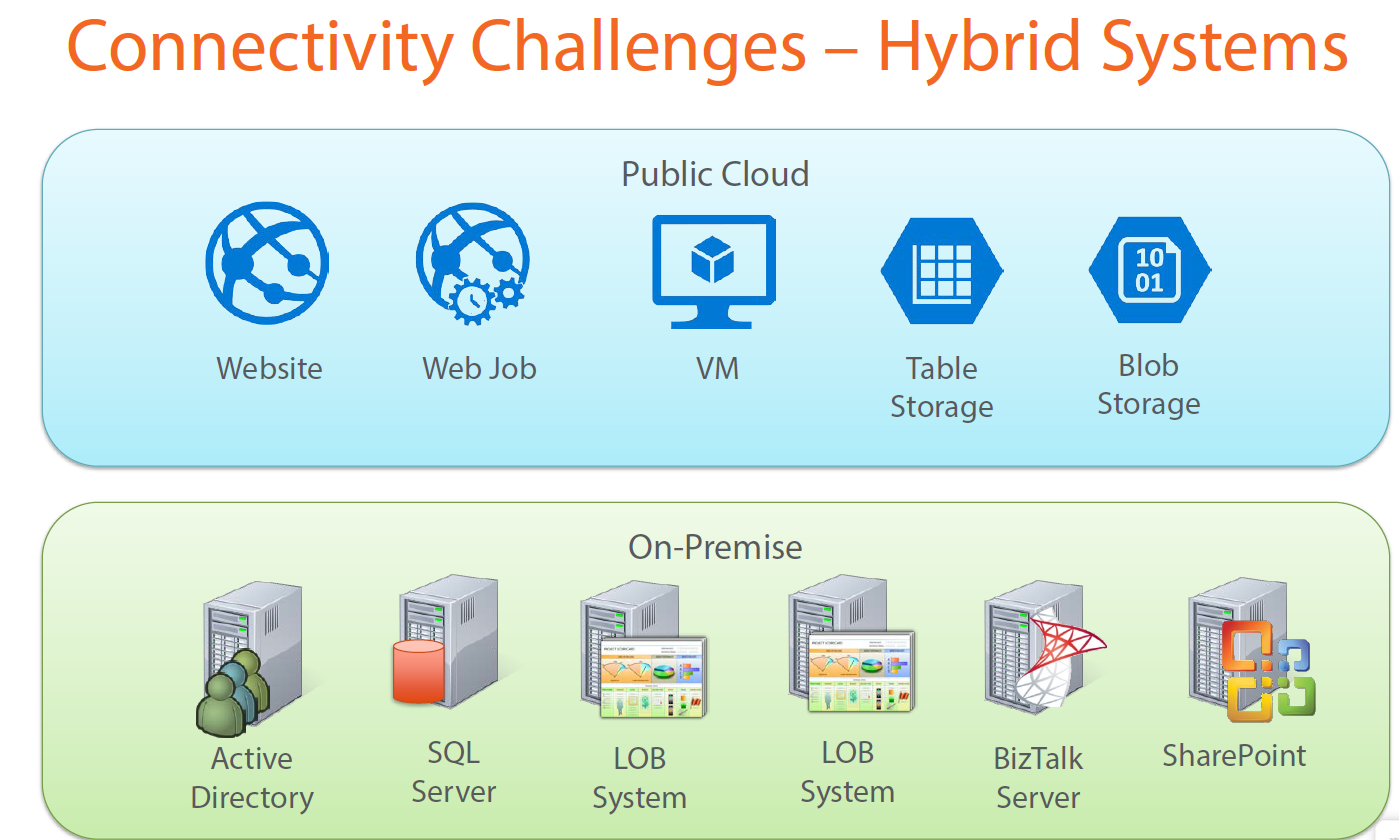 Connectivity Challenges – Hybrid Systems
Public Cloud
Website
Web Job
VM
Table
Storage
Blob
Storage
10
01
On-Premise
Active
Directory
SQL
Server
LOB
System
LOB
System
BizTalk
Server
SharePoint